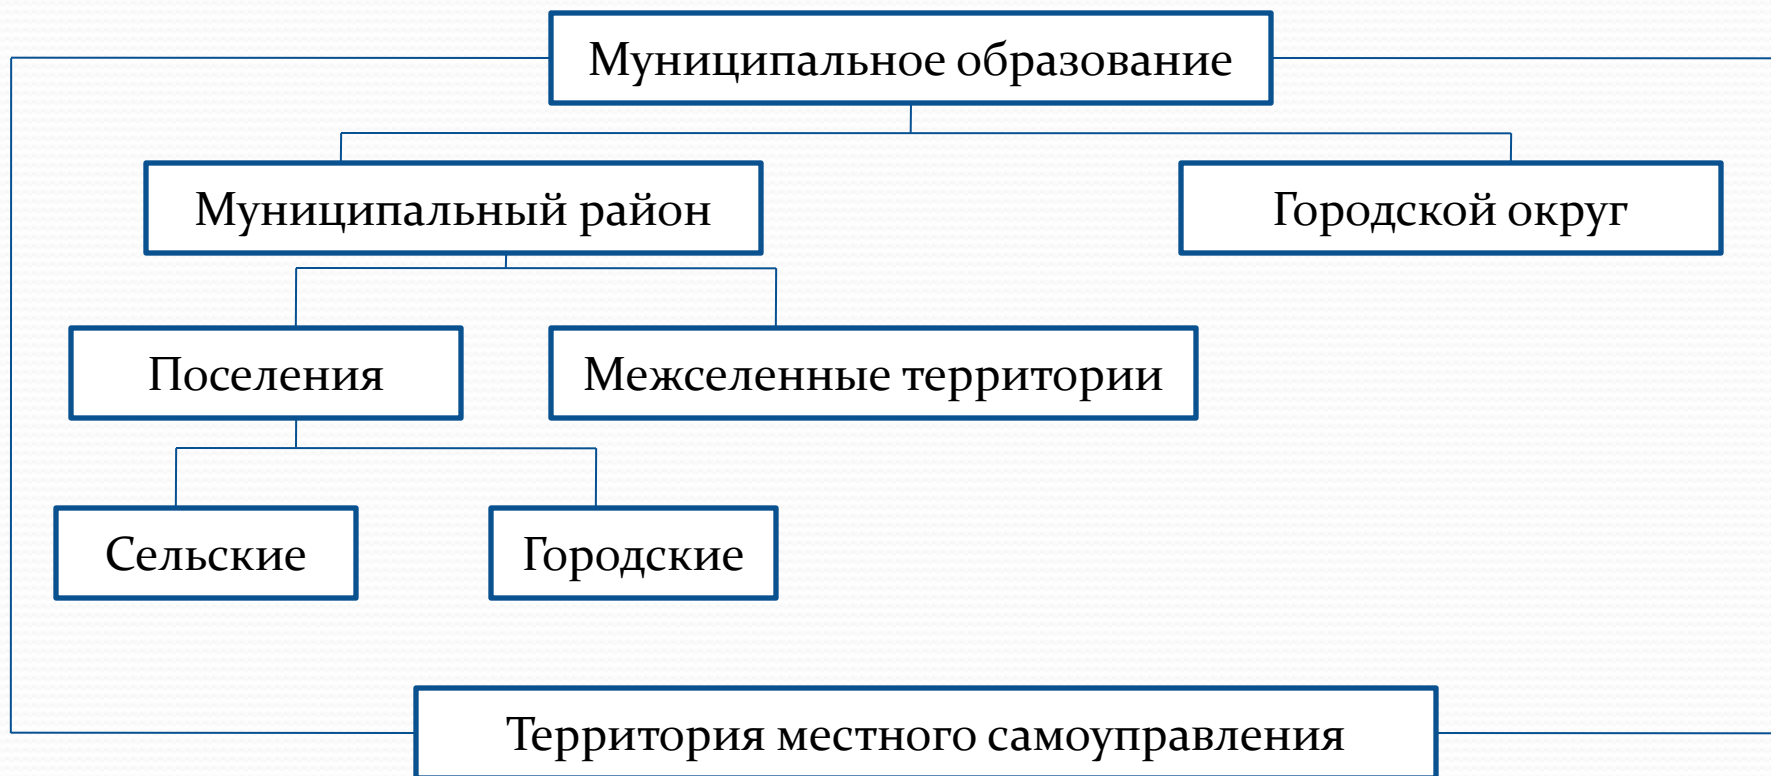 Муниципальное образование
Муниципальный район
Городской округ
Поселения
Межселенные территории
Сельские
Городские
Территория местного самоуправления